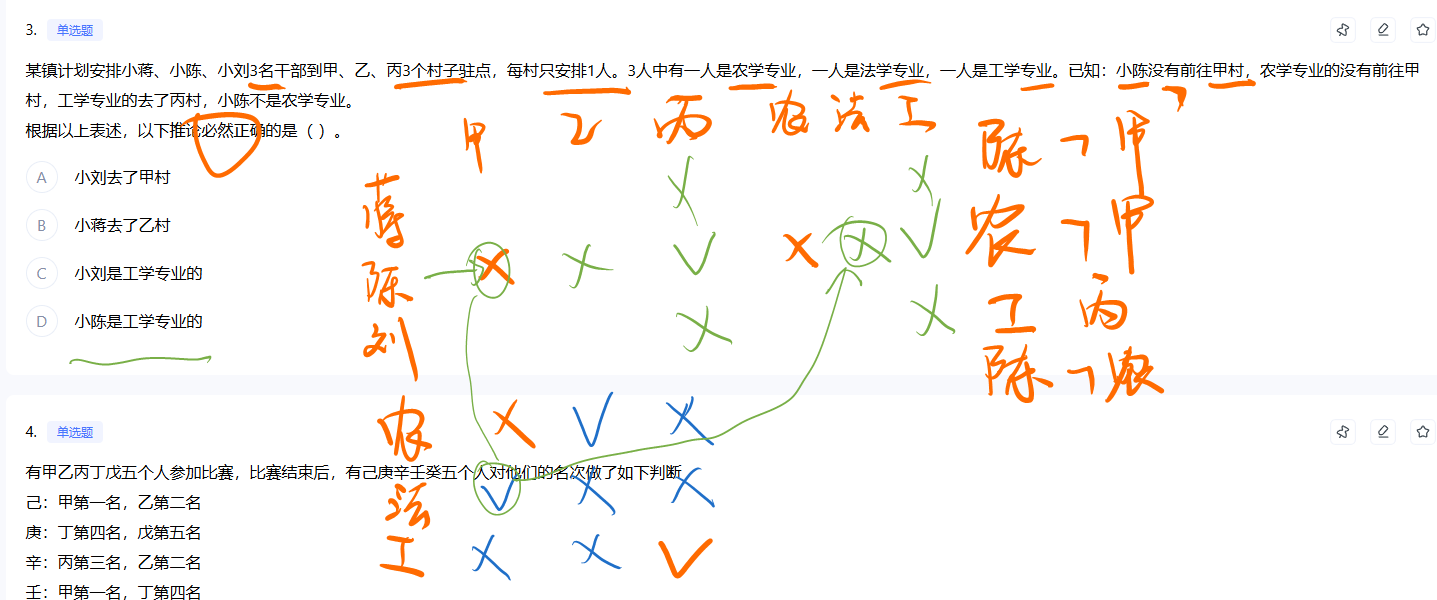 3. 单选题
某镇计划安排小蒋、小陈、小刘3名干部到甲、乙、丙3个村子驻点，每村只安排1人。3人中有一人是农学专业，一人是法学专业，一人是工学专业。已知：小陈没有前往甲村，农学专业的没有前往甲
村，工学专业的去了丙村，小陈不是农学专业。
根据以上表述，以下推论必然正确的是（ ）。
甲 乙 丙 农 法 工
A 小刘去了甲村
B 小蒋去了乙村
C 小刘是工学专业的
D 小陈是工学专业的
蒋 × ×
陈 × × √ × × √
刘 × ×
陈 ¬ 甲
农 ¬ 甲
工 丙
陈 ¬ 农
农 × √ ×
法 √ × ×
工 × × √
4. 单选题
有甲乙丙丁戊五个人参加比赛，比赛结束后，有己庚辛壬癸五个人对他们的名次做了如下判断
己：甲第一名，乙第二名
庚：丁第四名，戊第五名
辛：丙第三名，乙第二名
壬：甲第一名，丁第四名